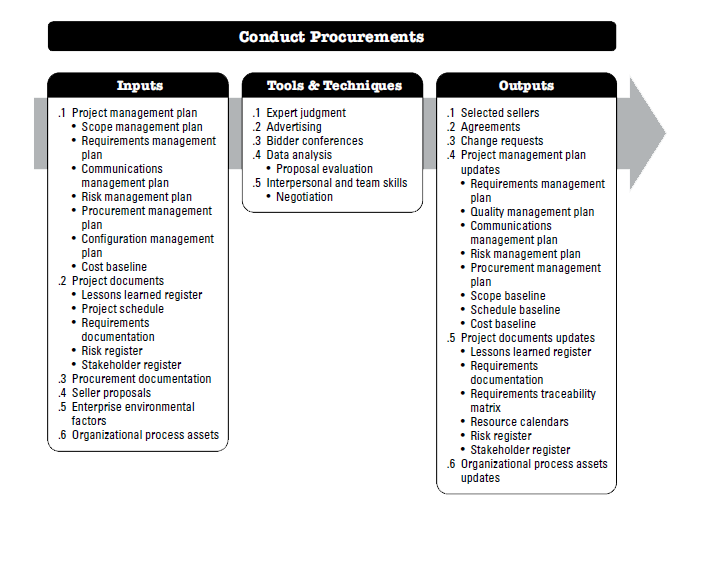 Conduct Procurements
Inputs
.1 Project management plan
• Scope management plan
• Requirements management
plan
• Communications
management plan
• Risk management plan
• Procurement management
plan
• Configuration management
plan
• Cost baseline
.2 Project documents
• Lessons learned register
• Project schedule
• Requirements
documentation
• Risk register
• Stakeholder register
.3 Procurement documentation
.4 Seller proposals
.5 Enterprise environmental
factors
.6 Organizational process assets
Tools & Techniques
.1 Expert judgment
.2 Advertising
.3 Bidder conferences
.4 Data analysis
• Proposal evaluation
.5 Interpersonal and team skills
• Negotiation
Outputs
.1 Selected sellers
.2 Agreements
.3 Change requests
.4 Project management plan
updates
• Requirements management
plan
• Quality management plan
• Communications
management plan
• Risk management plan
• Procurement management
plan
• Scope baseline
• Schedule baseline
• Cost baseline
.5 Project documents updates
• Lessons learned register
• Requirements
documentation
• Requirements traceability
matrix
• Resource calendars
• Risk register
• Stakeholder register
.6 Organizational process assets
updates